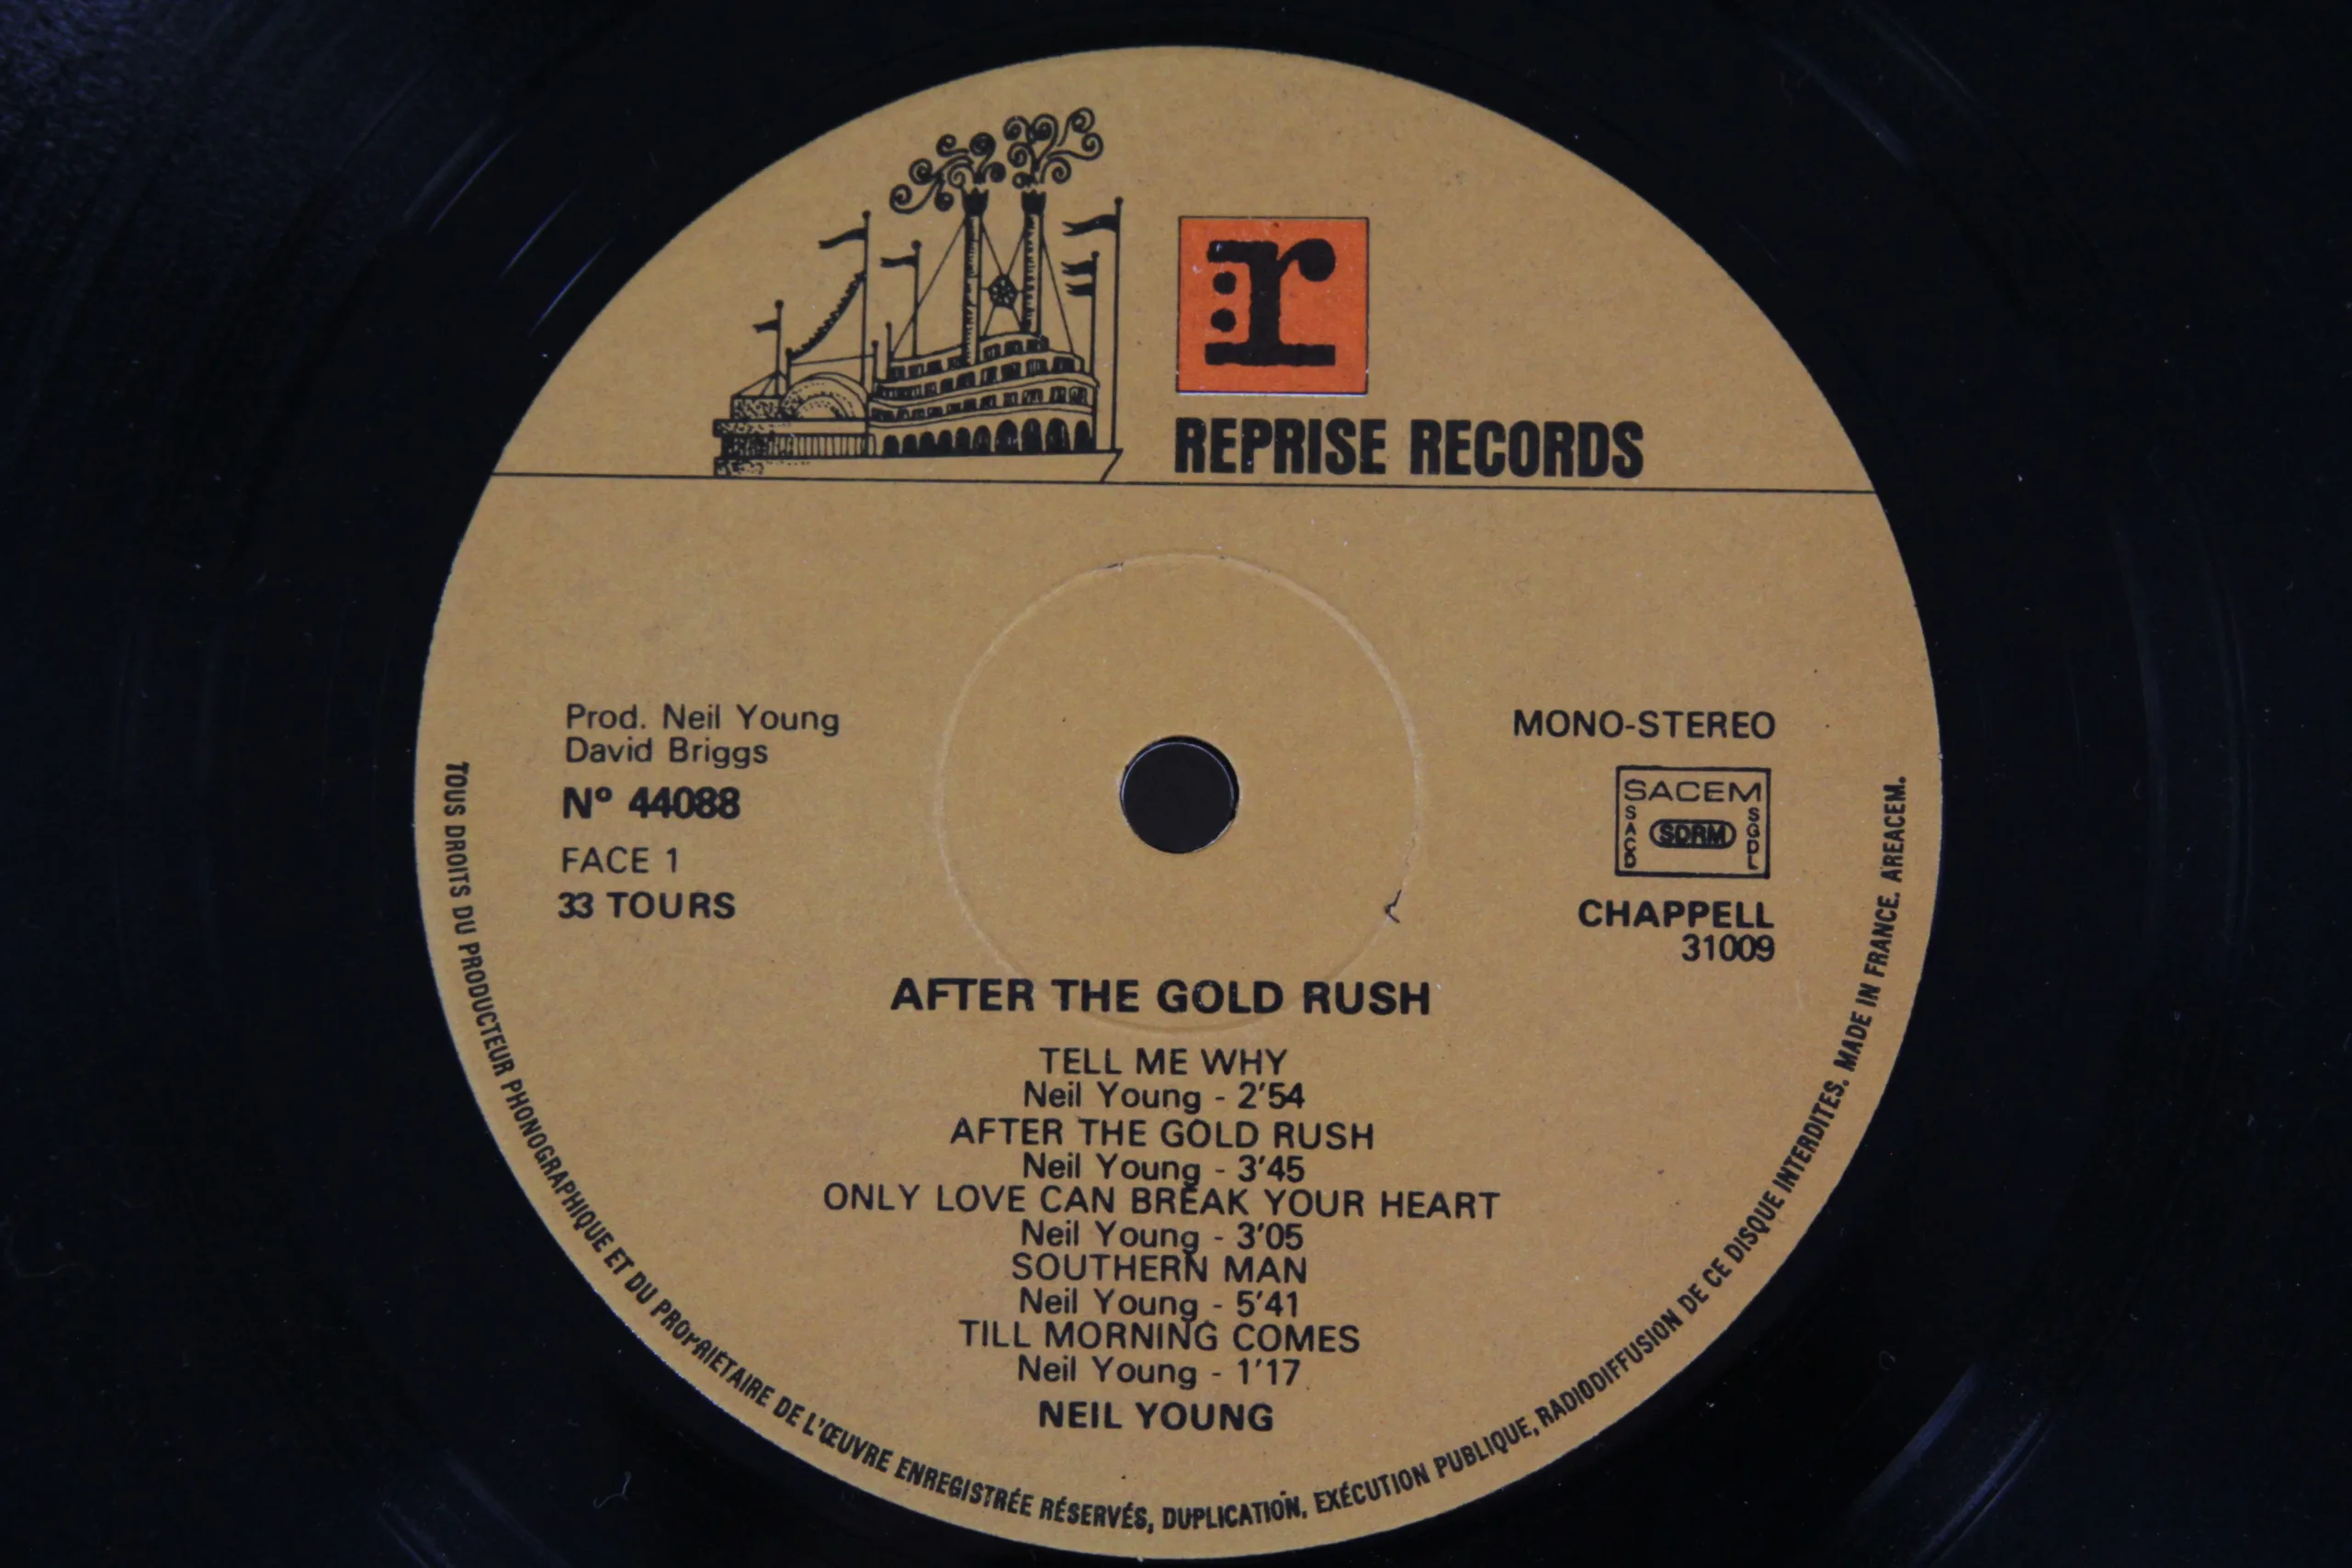 r
REPRISE RECORDS
Prod. Neil Young
David Briggs
Nº 44088
FACE 1
33 TOURS
MONO-STEREO
SACEM
SACD
SDRM
SGDL
CHAPPELL
31009
AFTER THE GOLD RUSH
TELL ME WHY
Neil Young - 2'54
AFTER THE GOLD RUSH
Neil Young - 3'45
ONLY LOVE CAN BREAK YOUR HEART
Neil Young - 3'05
SOUTHERN MAN
Neil Young - 5'41
TILL MORNING COMES
Neil Young - 1'17
NEIL YOUNG
TOUS DROITS DU PRODUCTEUR PHONOGRAPHIQUE ET DU PROPRIÉTAIRE DE L'ŒUVRE ENREGISTRÉE RÉSERVÉS, DUPLICATION, EXÉCUTION PUBLIQUE, RADIODIFFUSION DE CE DISQUE INTERDITES. MADE IN FRANCE. AREACEM.